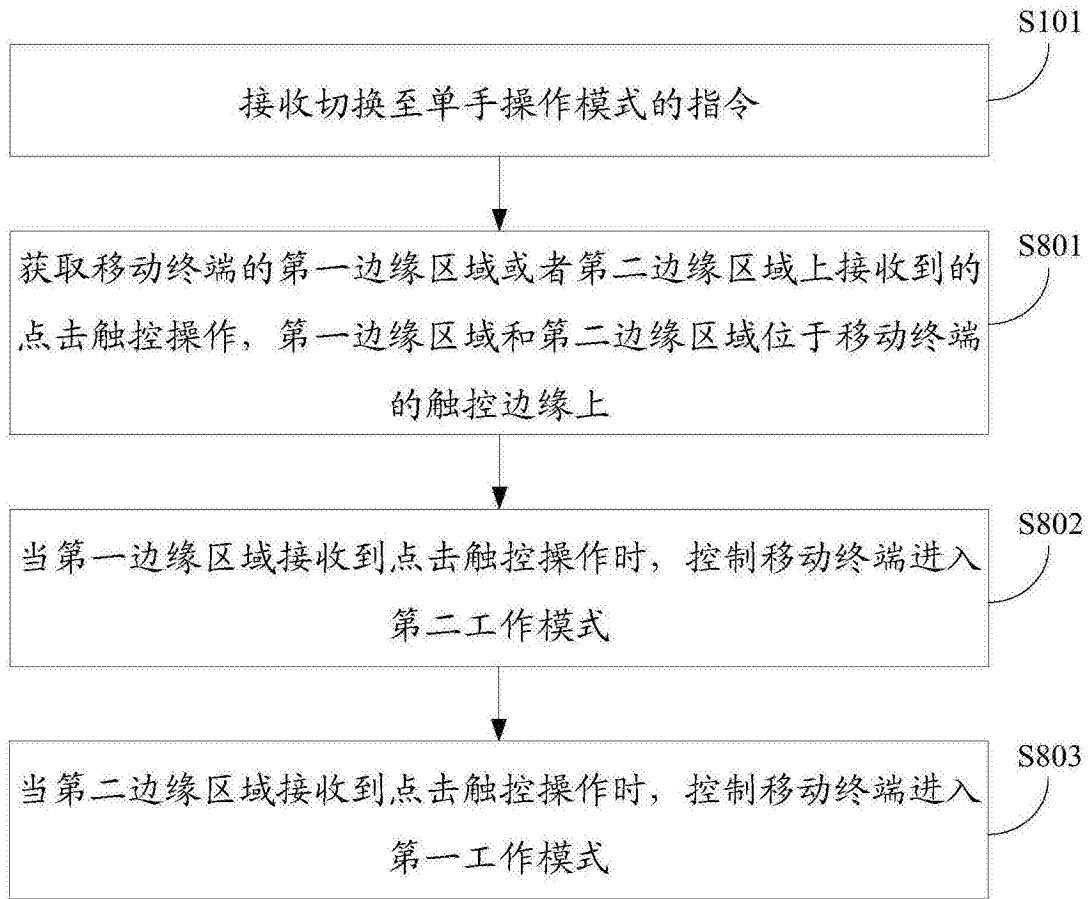 S101
接收切换至单手操作模式的指令
S801
获取移动终端的第一边缘区域或者第二边缘区域上接收到的
点击触控操作，第一边缘区域和第二边缘区域位于移动终端
的触控边缘上
S802
当第一边缘区域接收到点击触控操作时，控制移动终端进入
第二工作模式
S803
当第二边缘区域接收到点击触控操作时，控制移动终端进入
第一工作模式